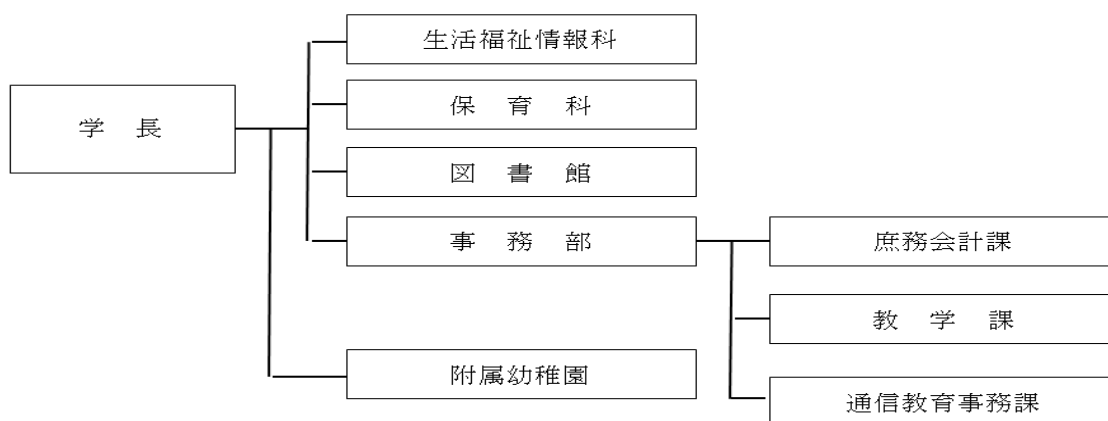 生活福祉情報科
学 長
保 育 科
図 書 館
事 務 部
庶務会計課
教 学 課
附属幼稚園
通信教育事務課